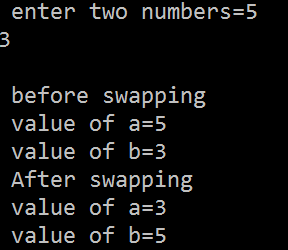 enter two numbers=5
3
before swapping
value of a=5
value of b=3
After swapping
value of a=3
value of b=5